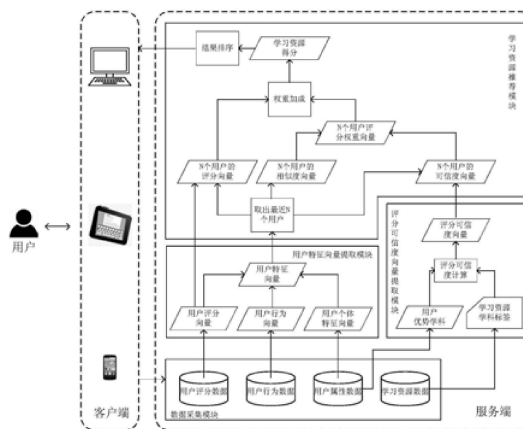 结果排序
学习资源
得分
学习资源推荐模块
权重加成
N个用户评
分权重向量
N个用户的
评分向量
N个用户的
相似度向量
N个用户的
可信度向量
取出最近N
个用户
评分可信度向量提取模块
评分可信
度向量
用户
用户特征向量提取模块
用户特征
向量
评分可信
度计算
用户评分
向量
用户行为
向量
用户个体
特征向量
用户
优势学科
学习资源
学科标签
用户评分数据
用户行为数据
用户属性数据
学习资源数据
数据采集模块
客户端
服务端